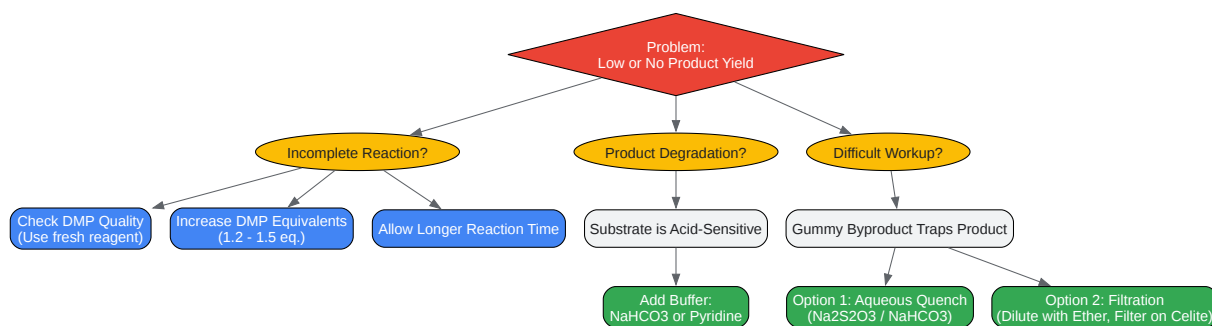 Problem:
Low or No Product Yield
Incomplete Reaction?
Product Degradation?
Difficult Workup?
Check DMP Quality
(Use fresh reagent)
Increase DMP Equivalents
(1.2 - 1.5 eq.)
Allow Longer Reaction Time
Substrate is Acid-Sensitive
Gummy Byproduct Traps Product
Add Buffer:
NaHCO3 or Pyridine
Option 1: Aqueous Quench
(Na2S2O3 / NaHCO3)
Option 2: Filtration
(Dilute with Ether, Filter on Celite)